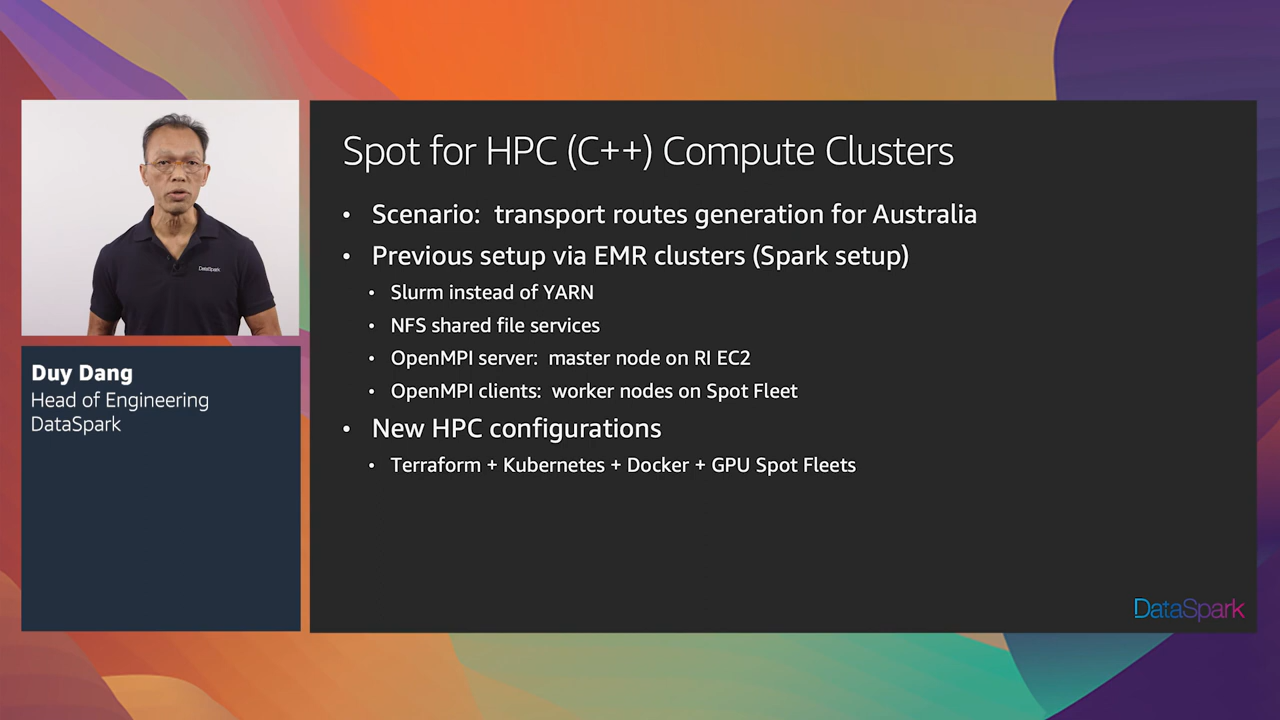 Spot for HPC (C++) Compute Clusters
• Scenario: transport routes generation for Australia
• Previous setup via EMR clusters (Spark setup)
• Slurm instead of YARN
• NFS shared file services
• OpenMPI server: master node on RI EC2
• OpenMPI clients: worker nodes on Spot Fleet
• New HPC configurations
• Terraform + Kubernetes + Docker + GPU Spot Fleets
DataSpark
DataSpark
Duy Dang
Head of Engineering
DataSpark